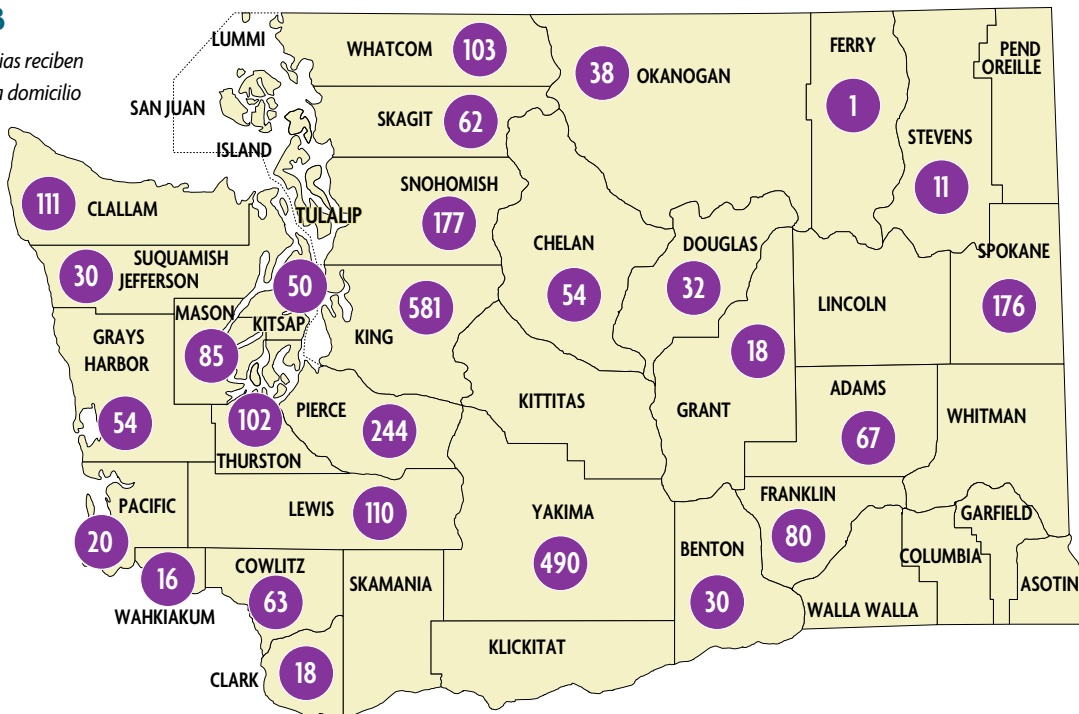 ias reciben
domicilio
LUMMI
WHATCOM
103
38
OKANOGAN
FERRY
1
PEND
OREILLE
SAN JUAN
SKAGIT
62
STEVENS
11
ISLAND
111
CLALLAM
SNOHOMISH
177
TULALIP
CHELAN
54
DOUGLAS
32
SPOKANE
176
30
SUQUAMISH
JEFFERSON
50
KITSAP
MASON
85
KING
581
LINCOLN
GRAYS
HARBOR
54
18
GRANT
102
THURSTON
PIERCE
244
KITTITAS
ADAMS
67
WHITMAN
PACIFIC
20
LEWIS
110
YAKIMA
490
FRANKLIN
80
GARFIELD
BENTON
30
COLUMBIA
ASOTIN
16
WAHKIAKUM
COWLITZ
63
SKAMANIA
WALLA WALLA
KLICKITAT
CLARK
18